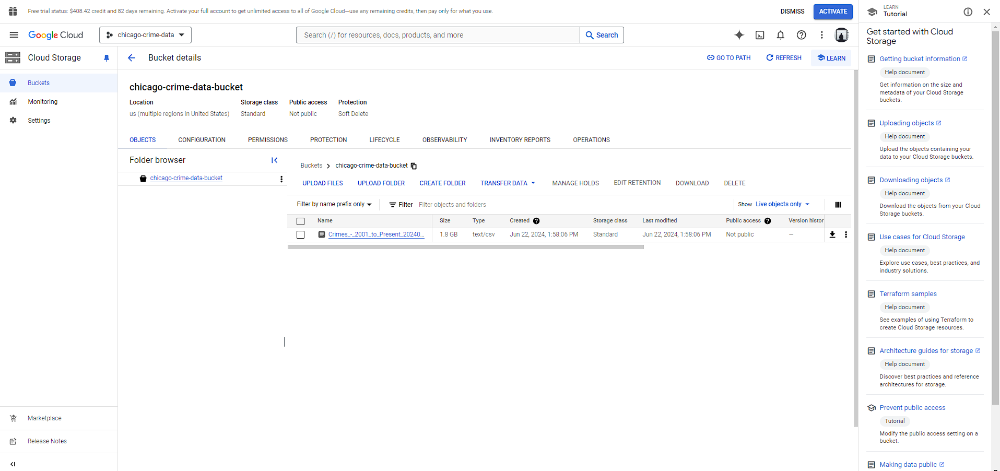 Free trial status: $408.42 credit and 82 days remaining. Activate your full account to get unlimited access to all of Google Cloud—use any remaining credits, then pay only for what you use.
DISMISS
ACTIVATE
Google Cloud
chicago-crime-data
Search (/) for resources, docs, products, and more
Search
Cloud Storage
Buckets
Monitoring
Settings
Marketplace
Release Notes
Bucket details
GO TO PATH
REFRESH
LEARN
chicago-crime-data-bucket
Location Storage class Public access Protection
us (multiple regions in United States) Standard Not public Soft Delete
OBJECTS CONFIGURATION PERMISSIONS PROTECTION LIFECYCLE OBSERVABILITY INVENTORY REPORTS OPERATIONS
Folder browser
chicago-crime-data-bucket
Buckets > chicago-crime-data-bucket
UPLOAD FILES UPLOAD FOLDER CREATE FOLDER TRANSFER DATA MANAGE HOLDS EDIT RETENTION DOWNLOAD DELETE
Filter by name prefix only Filter Filter objects and folders Show Live objects only
Name Size Type Created Storage class Last modified Public access Version histor
Crimes_-_2001_to_Present_20240... 1.8 GB text/csv Jun 22, 2024, 1:58:06 PM Standard Jun 22, 2024, 1:58:06 PM Not public —
LEARN
Tutorial
Get started with Cloud
Storage
Getting bucket information
Help document
Get information on the size and
metadata of your Cloud Storage
buckets.
Uploading objects
Help document
Upload the objects containing your
data to your Cloud Storage buckets.
Downloading objects
Help document
Download the objects from your Cloud
Storage buckets.
Use cases for Cloud Storage
Help document
Explore use cases, best practices, and
industry solutions.
Terraform samples
Help document
See examples of using Terraform to
create Cloud Storage resources.
Architecture guides for storage
Help document
Discover best practices and reference
architectures for storage.
Prevent public access
Tutorial
Modify the public access setting on a
bucket.
Making data public